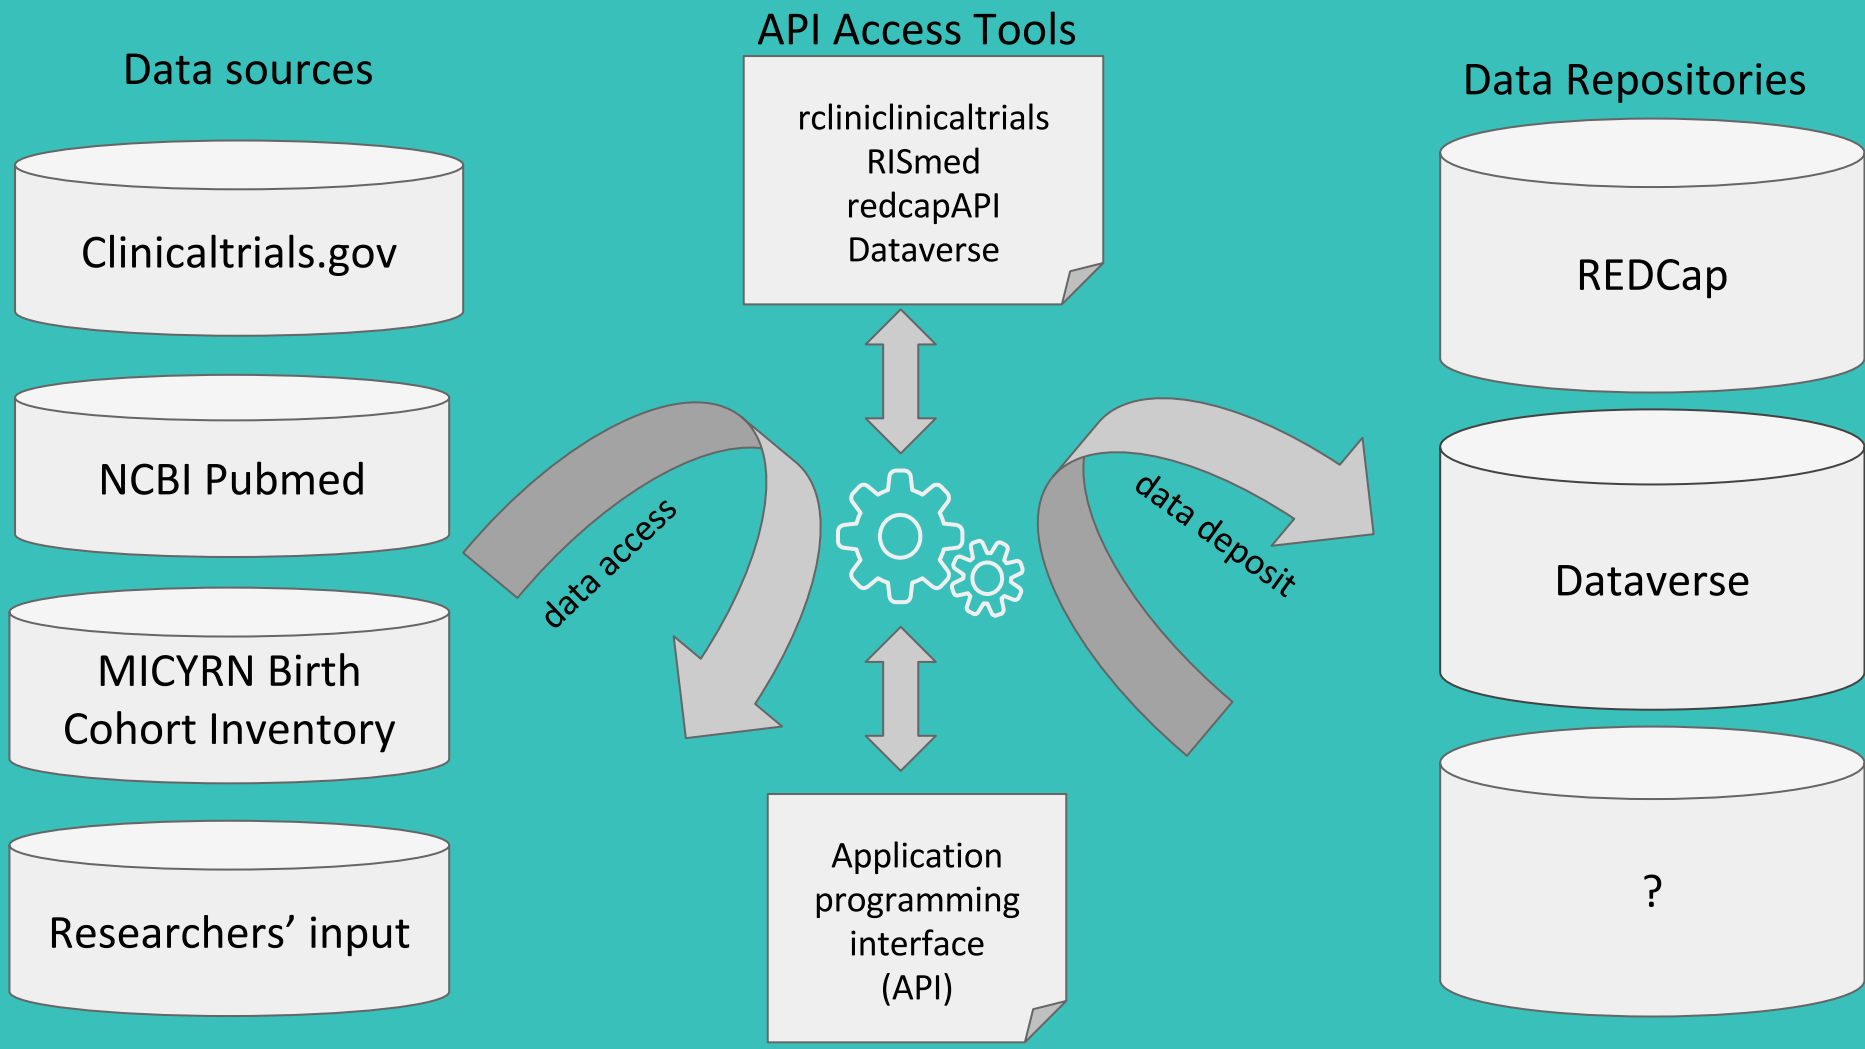 Data sources
Clinicaltrials.gov
NCBI Pubmed
MICYRN Birth
Cohort Inventory
Researchers’ input
API Access Tools
rcliniclinicaltrials
RISmed
redcapAPI
Dataverse
data access
data deposit
Application
programming
interface
(API)
Data Repositories
REDCap
Dataverse
?